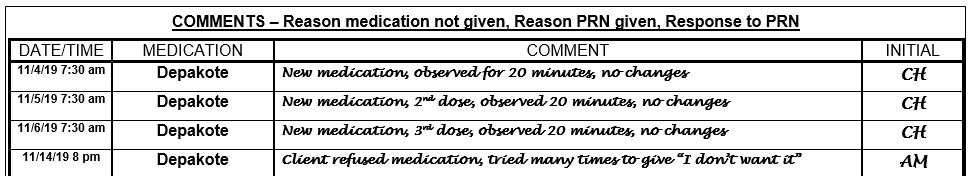 COMMENTS – Reason medication not given, Reason PRN given, Response to PRN
DATE/TIME MEDICATION COMMENT INITIAL
11/4/19 7:30 am Depakote New medication, observed for 20 minutes, no changes CH
11/5/19 7:30 am Depakote New medication, 2nd dose, observed 20 minutes, no changes CH
11/6/19 7:30 am Depakote New medication, 3rd dose, observed 20 minutes, no changes CH
11/14/19 8 pm Depakote Client refused medication, tried many times to give “I don’t want it” AM